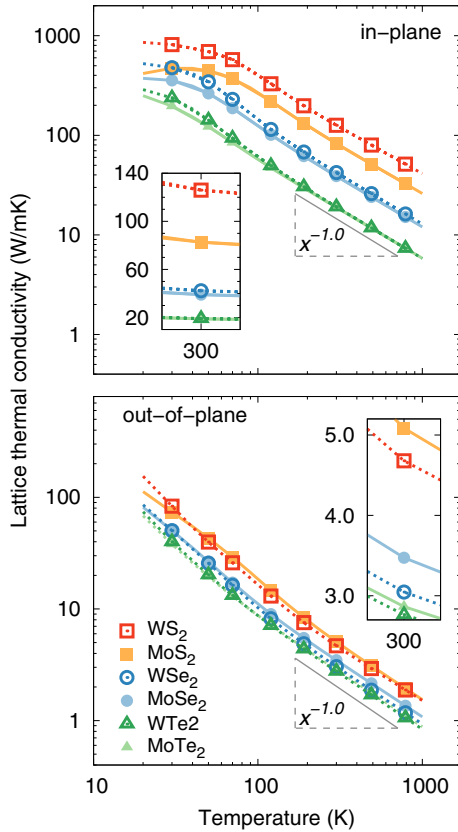 in−plane
1000
100
10
1
140
100
60
20
300
x−1.0
Lattice thermal conductivity (W/mK)
out−of−plane
100
10
1
5.0
4.0
3.0
300
WS2
MoS2
WSe2
MoSe2
WTe2
MoTe2
x−1.0
10
100
1000
Temperature (K)